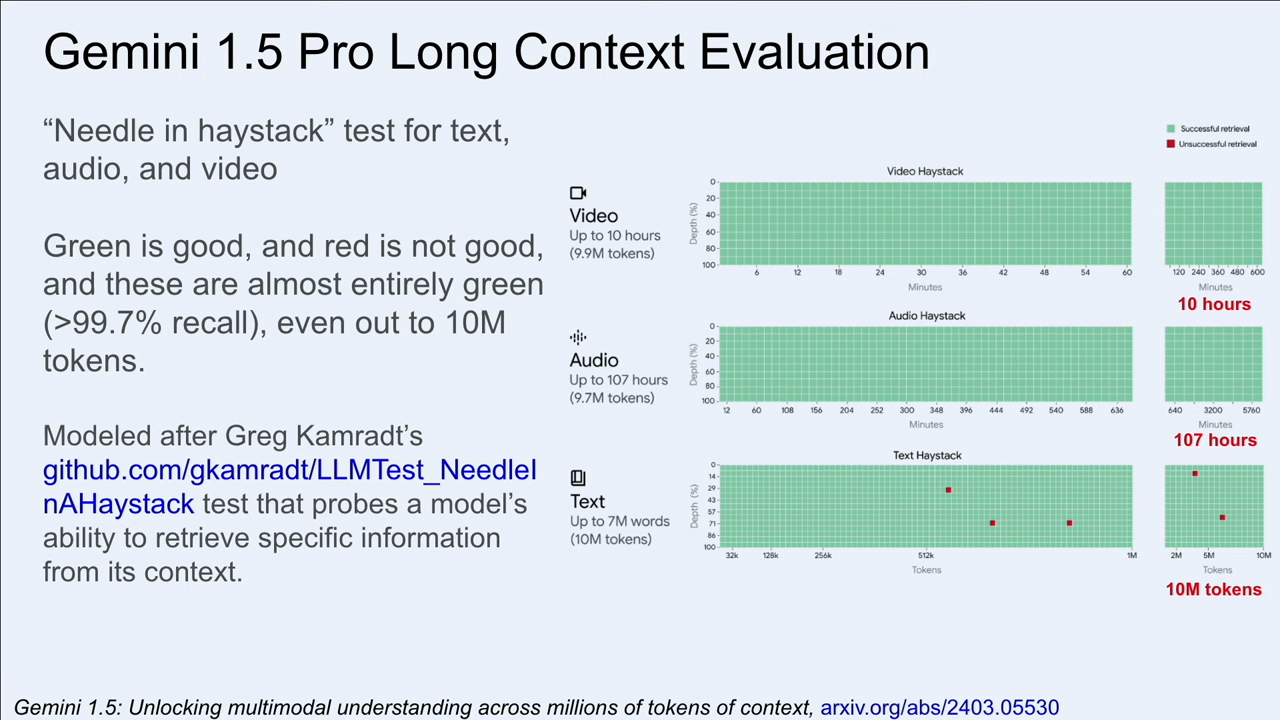 Gemini 1.5 Pro Long Context Evaluation
“Needle in haystack” test for text,
audio, and video
Green is good, and red is not good,
and these are almost entirely green
(>99.7% recall), even out to 10M
tokens.
Modeled after Greg Kamradt’s
github.com/gkamradt/LLMTest_NeedleI
nAHaystack test that probes a model’s
ability to retrieve specific information
from its context.
Successful retrieval
Unsuccessful retrieval
Video
Up to 10 hours
(9.9M tokens)
Video Haystack
Depth (%)
0
20
40
60
80
100
6 12 18 24 30 36 42 48 54 60
Minutes
120 240 360 480 600
Minutes
10 hours
Audio
Up to 107 hours
(9.7M tokens)
Audio Haystack
Depth (%)
0
20
40
60
80
100
12 60 108 156 204 252 300 348 396 444 492 540 588 636
Minutes
640 3200 5760
Minutes
107 hours
Text
Up to 7M words
(10M tokens)
Text Haystack
Depth (%)
0
14
29
43
57
71
86
100
32k 128k 256k 512k 1M
Tokens
2M 5M 10M
Tokens
10M tokens
Gemini 1.5: Unlocking multimodal understanding across millions of tokens of context, arxiv.org/abs/2403.05530